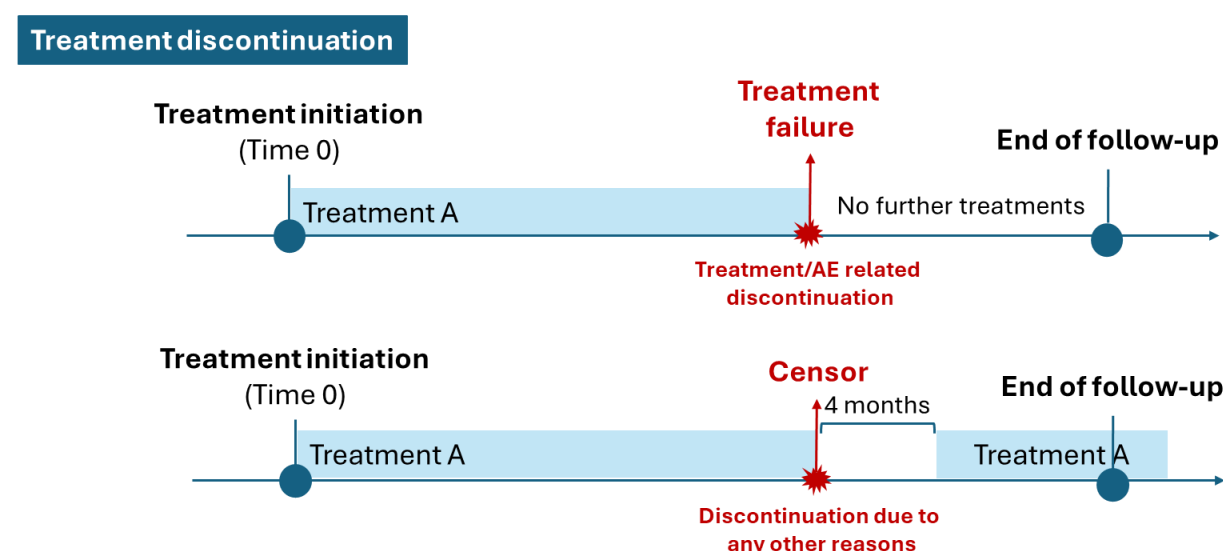 Treatment discontinuation
Treatment
failure
Treatment initiation
(Time 0)
End of follow-up
Treatment A
No further treatments
Treatment/AE related
discontinuation
Treatment initiation
(Time 0)
Censor
4 months
End of follow-up
Treatment A
Treatment A
Discontinuation due to
any other reasons